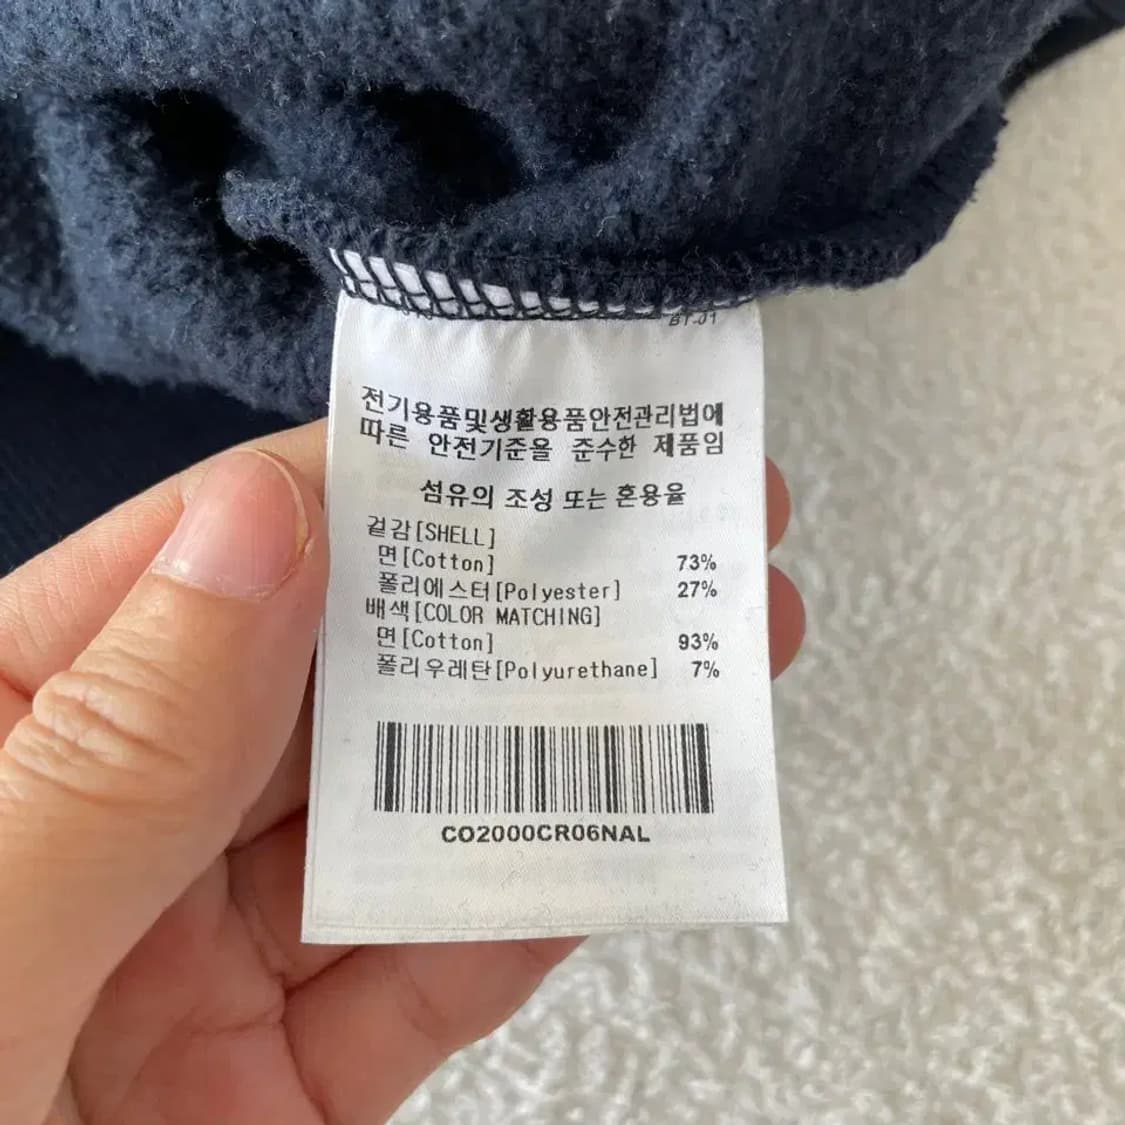 BT-01
전기용품및생활용품안전관리법에
따른 안전기준을 준수한 제품임
섬유의 조성 또는 혼용율
겉감[SHELL]
면[Cotton] 73%
폴리에스터[Polyester] 27%
배색[COLOR MATCHING]
면[Cotton] 93%
폴리우레탄[Polyurethane] 7%
CO2000CR06NAL